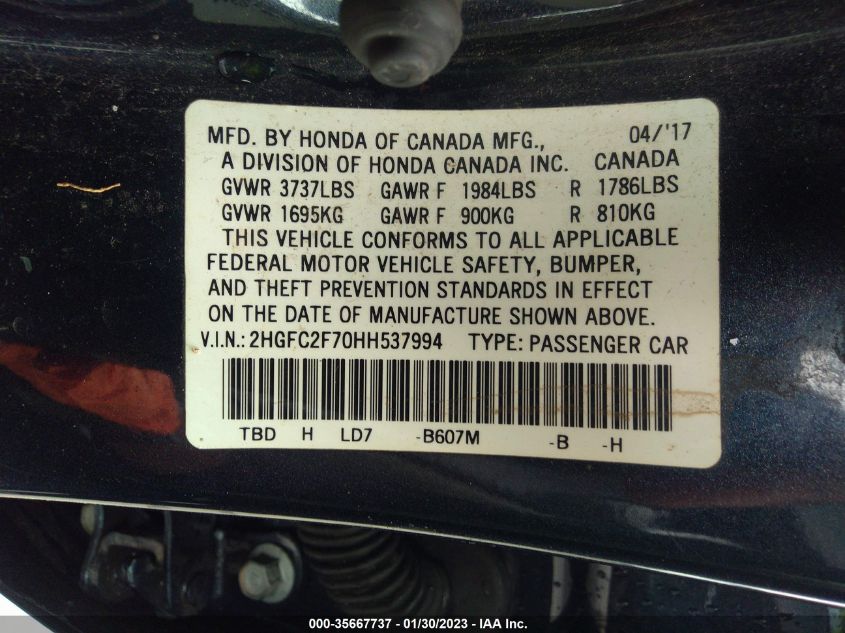 MFD. BY HONDA OF CANADA MFG., 04/'17
A DIVISION OF HONDA CANADA INC. CANADA
GVWR 3737LBS GAWR F 1984LBS R 1786LBS
GVWR 1695KG GAWR F 900KG R 810KG
THIS VEHICLE CONFORMS TO ALL APPLICABLE
FEDERAL MOTOR VEHICLE SAFETY, BUMPER,
AND THEFT PREVENTION STANDARDS IN EFFECT
ON THE DATE OF MANUFACTURE SHOWN ABOVE.
V.I.N.: 2HGFC2F70HH537994 TYPE: PASSENGER CAR
TBD H LD7 -B607M -B -H
000-35667737 - 01/30/2023 - IAA Inc.